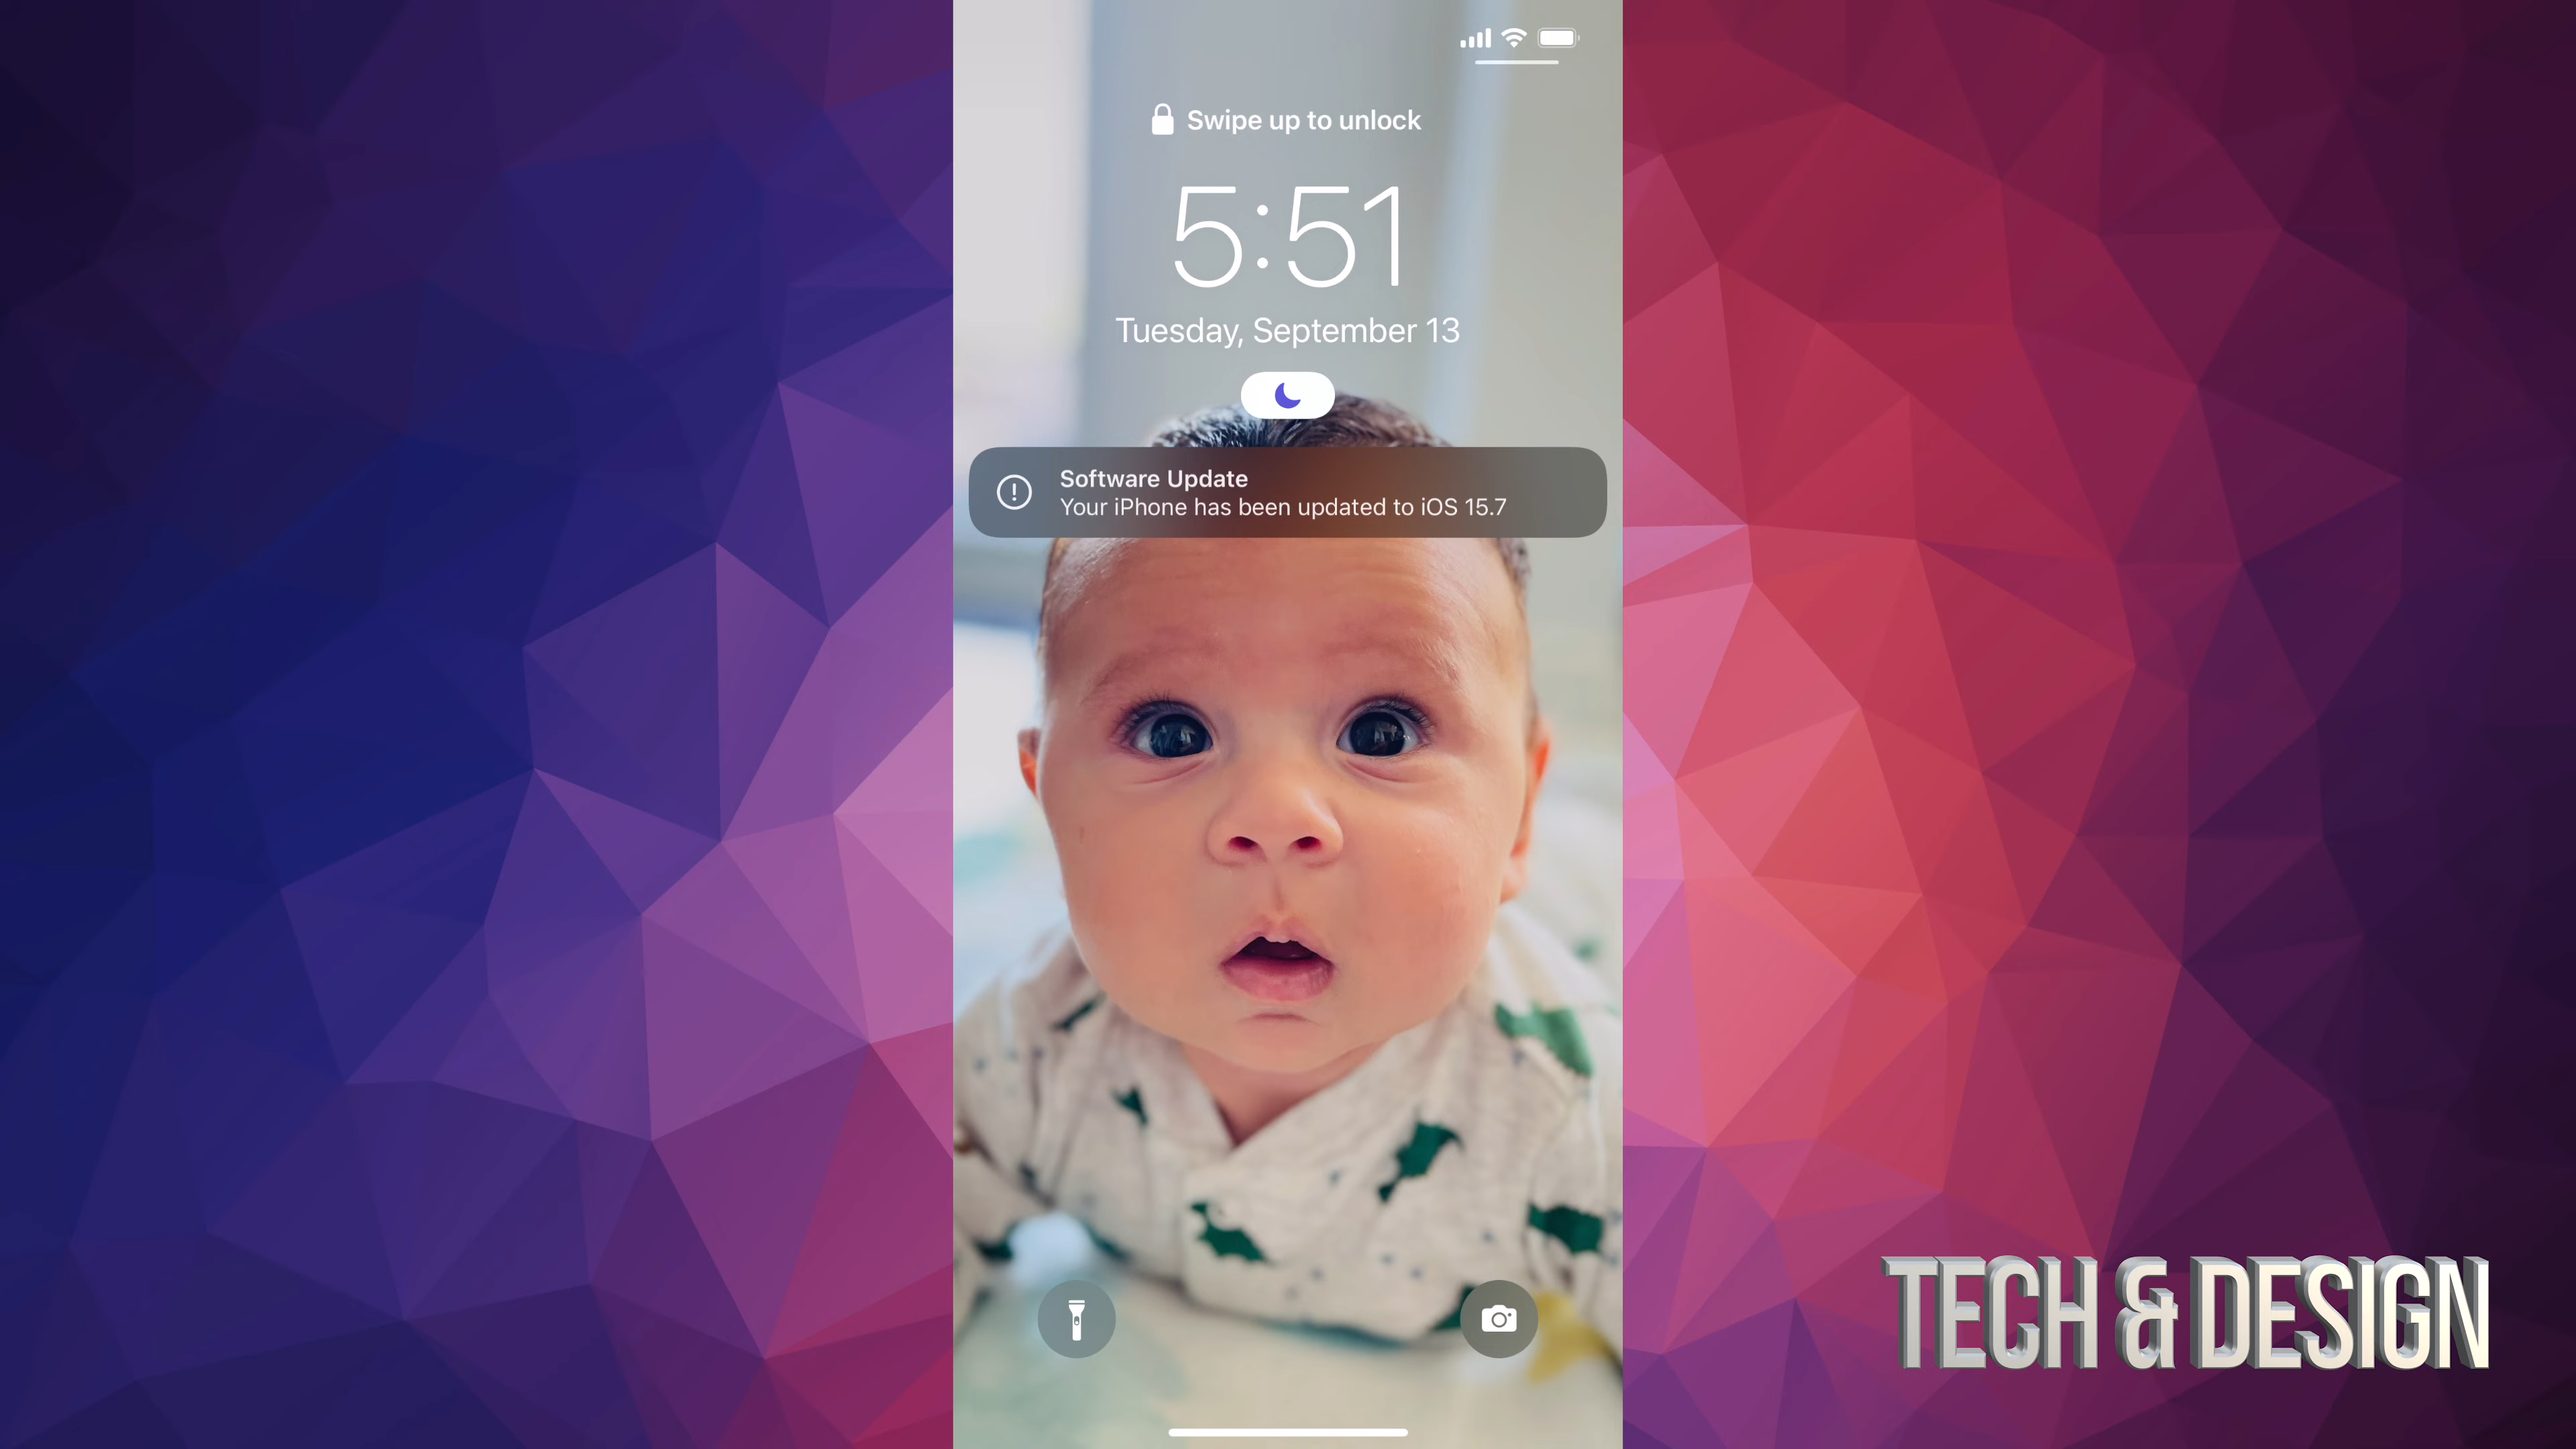 Swipe up to unlock
5:51
Tuesday, September 13
Software Update
Your iPhone has been updated to iOS 15.7
TECH & DESIGN